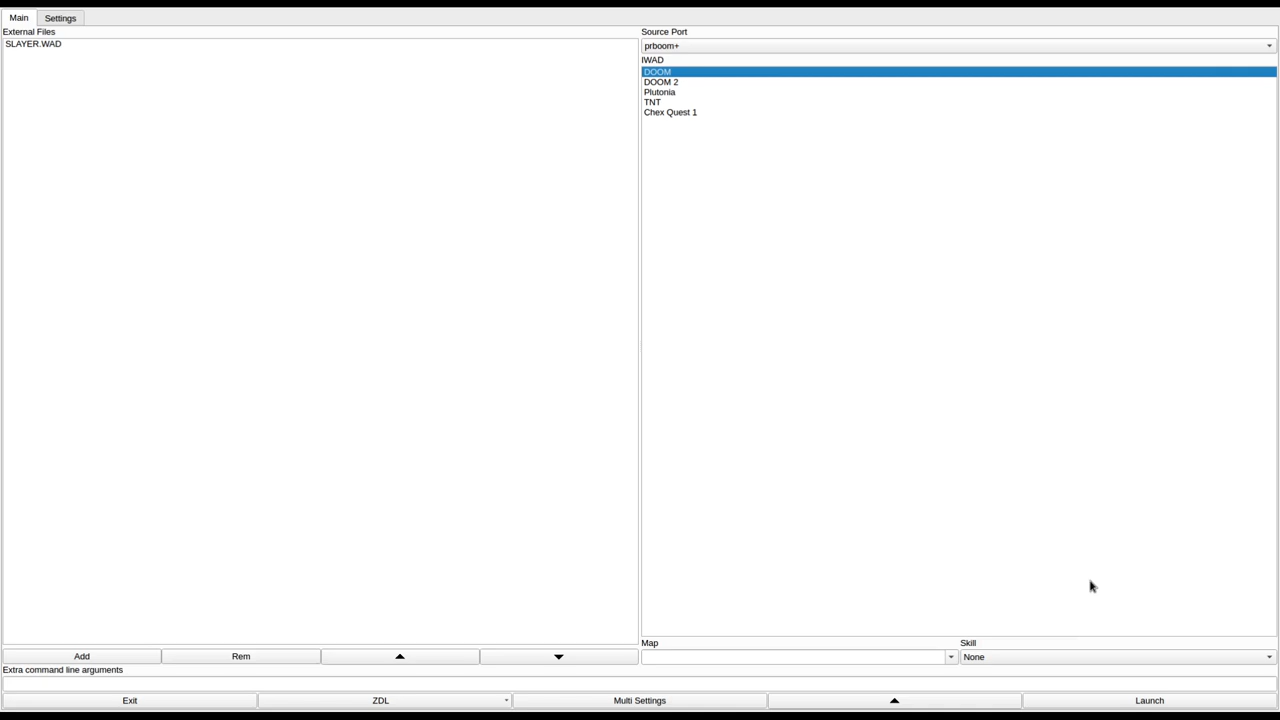 Main
Settings
External Files
SLAYER.WAD
Add
Rem
Source Port
prboom+
IWAD
DOOM
DOOM 2
Plutonia
TNT
Chex Quest 1
Map
Skill
None
Extra command line arguments
Exit
ZDL
Multi Settings
Launch